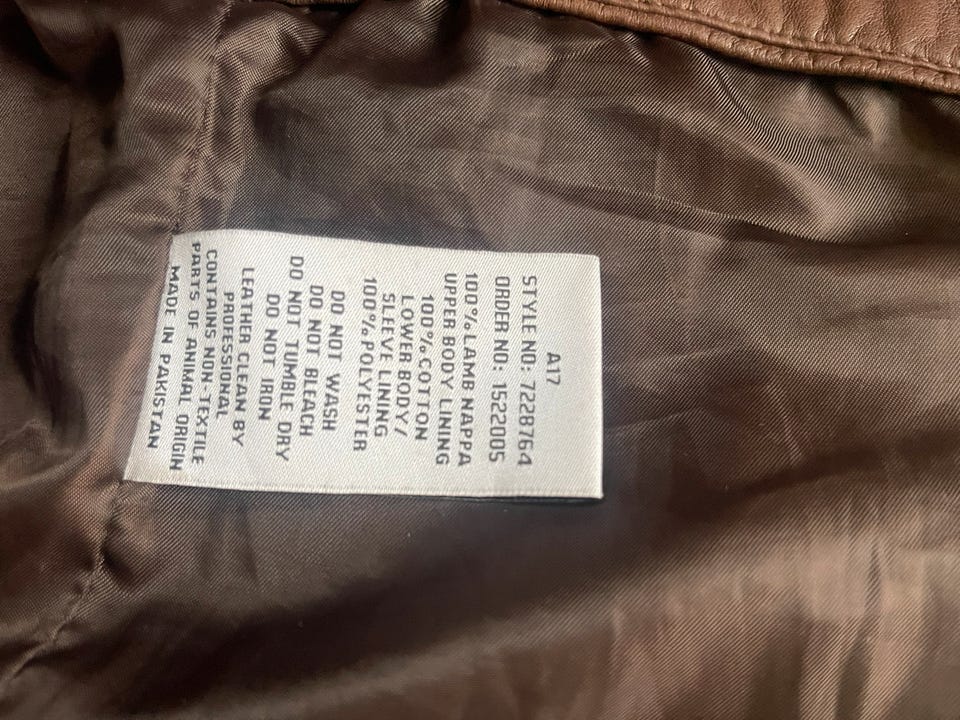 A17
STYLE NO: 7228764
ORDER NO: 1522005
100% LAMB NAPPA
UPPER BODY LINING
100% COTTON
LOWER BODY/
SLEEVE LINING
100% POLYESTER
DO NOT WASH
DO NOT BLEACH
DO NOT TUMBLE DRY
DO NOT IRON
LEATHER CLEAN BY
PROFESSIONAL
CONTAINS NON-TEXTILE
PARTS OF ANIMAL ORIGIN
MADE IN PAKISTAN